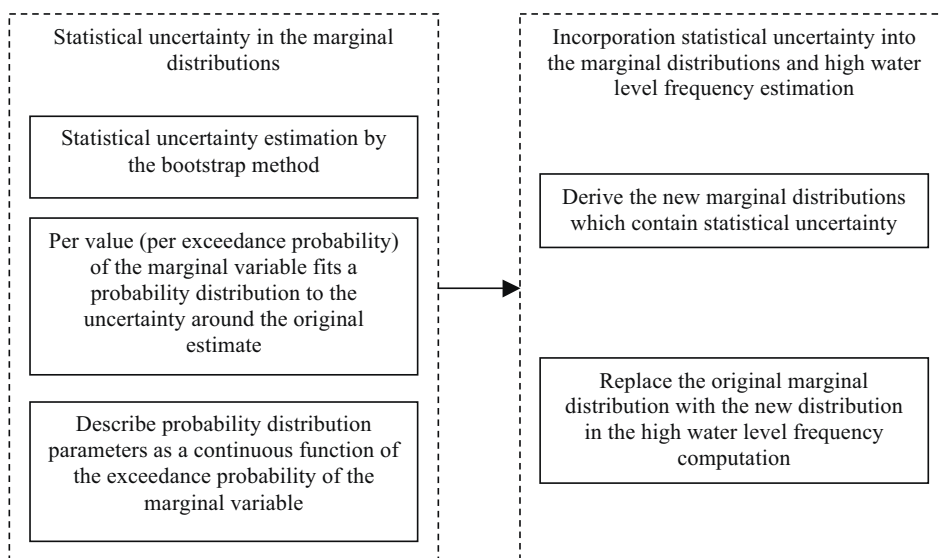 Statistical uncertainty in the marginal
distributions
Statistical uncertainty estimation by
the bootstrap method
Per value (per exceedance probability)
of the marginal variable fits a
probability distribution to the
uncertainty around the original
estimate
Describe probability distribution
parameters as a continuous function of
the exceedance probability of the
marginal variable
Incorporation statistical uncertainty into
the marginal distributions and high water
level frequency estimation
Derive the new marginal distributions
which contain statistical uncertainty
Replace the original marginal
distribution with the new distribution
in the high water level frequency
computation